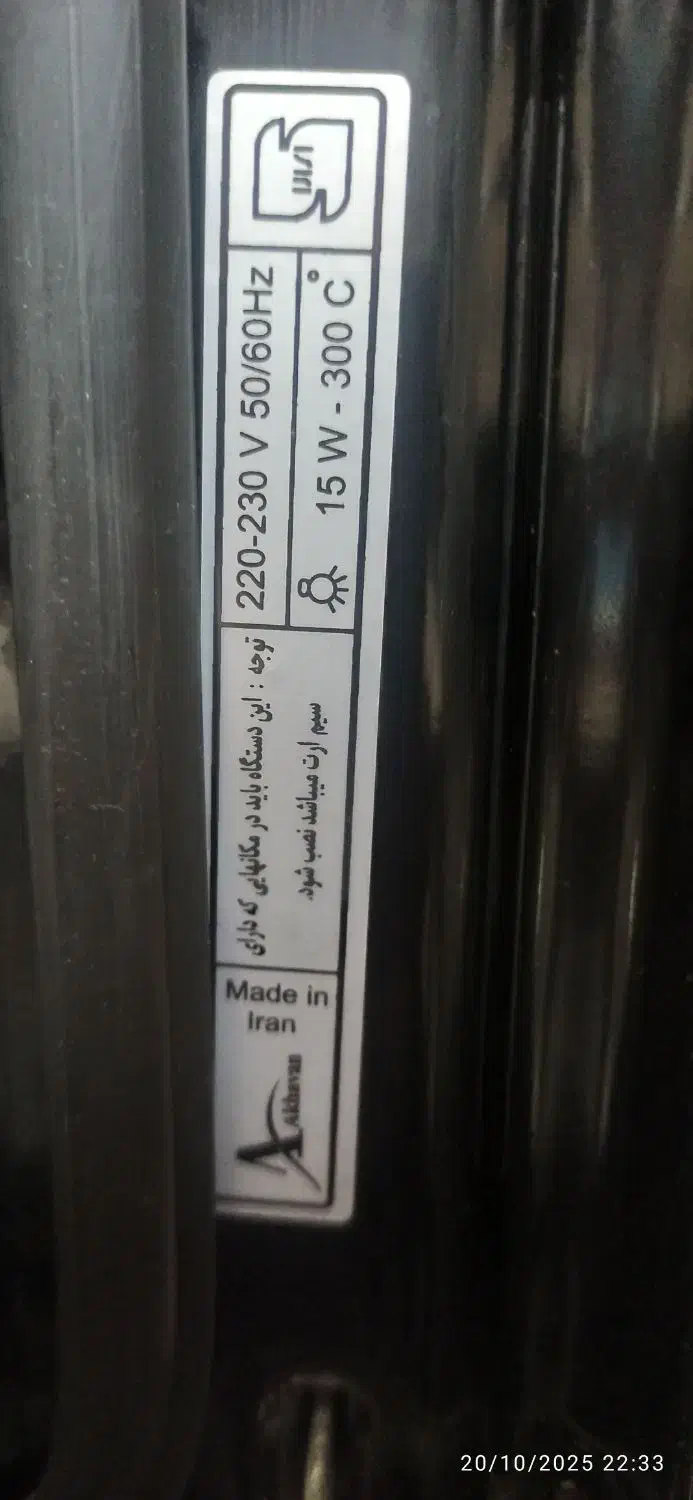 Akhavan
Made in
Iran
توجه : این دستگاه باید در مکانهایی که دارای
سیم ارت میباشد نصب شود.
220-230 V 50/60Hz
15 W - 300 C°
ISIRI
20/10/2025 22:33